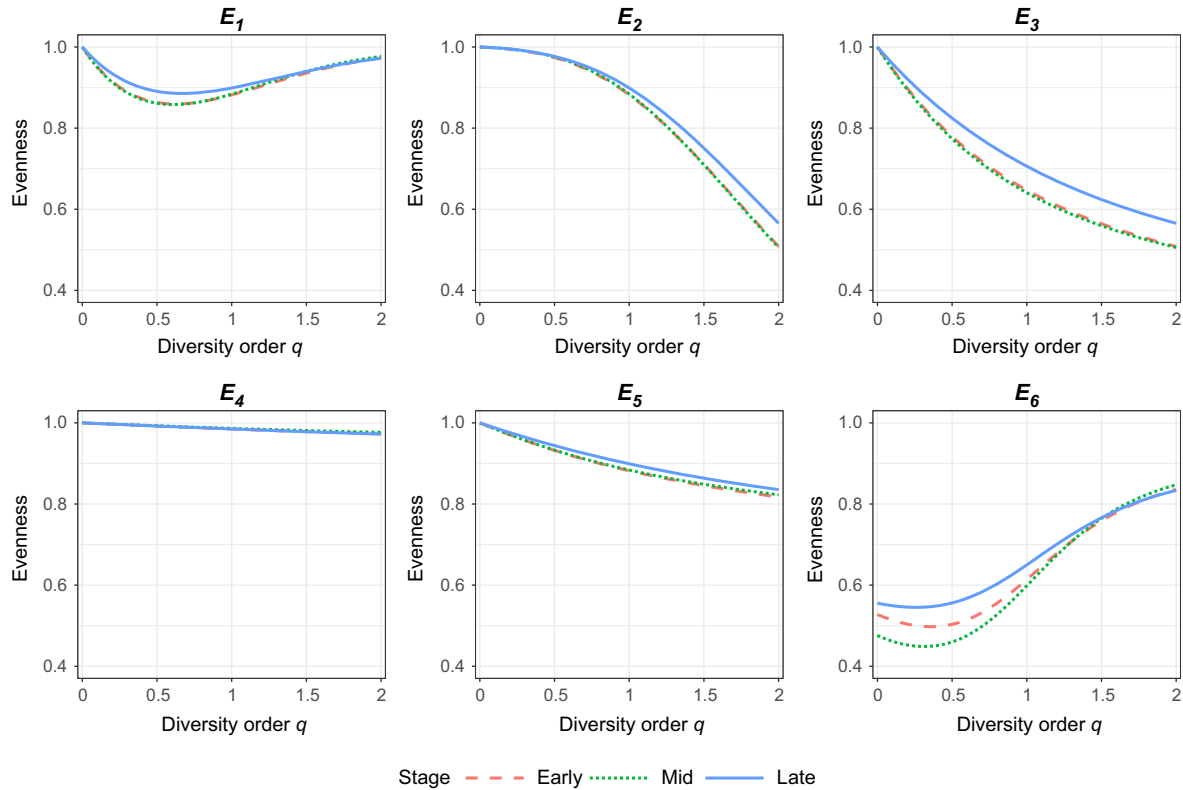 E1 E2 E3
1.0 1.0 1.0
0.8 0.8 0.8
0.6 0.6 0.6
0.4 0.4 0.4
Evenness Evenness Evenness
0 0.5 1 1.5 2 0 0.5 1 1.5 2 0 0.5 1 1.5 2
Diversity order q Diversity order q Diversity order q
E4 E5 E6
1.0 1.0 1.0
0.8 0.8 0.8
0.6 0.6 0.6
0.4 0.4 0.4
Evenness Evenness Evenness
0 0.5 1 1.5 2 0 0.5 1 1.5 2 0 0.5 1 1.5 2
Diversity order q Diversity order q Diversity order q
Stage Early Mid Late